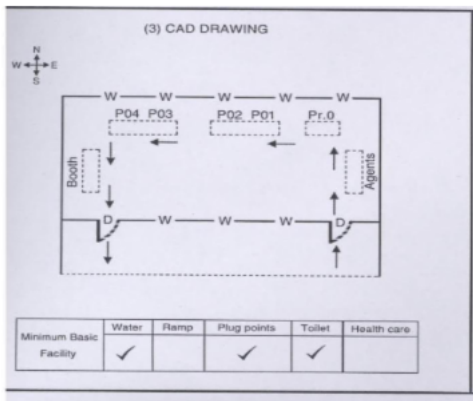 (3) CAD DRAWING
N
W E
S
W W W W W
P04 P03 P02 P01 Pr.0
Booth
Agents
D W W W D
Minimum Basic Facility
Water Ramp Plug points Toilet Health care
✓ ✓ ✓